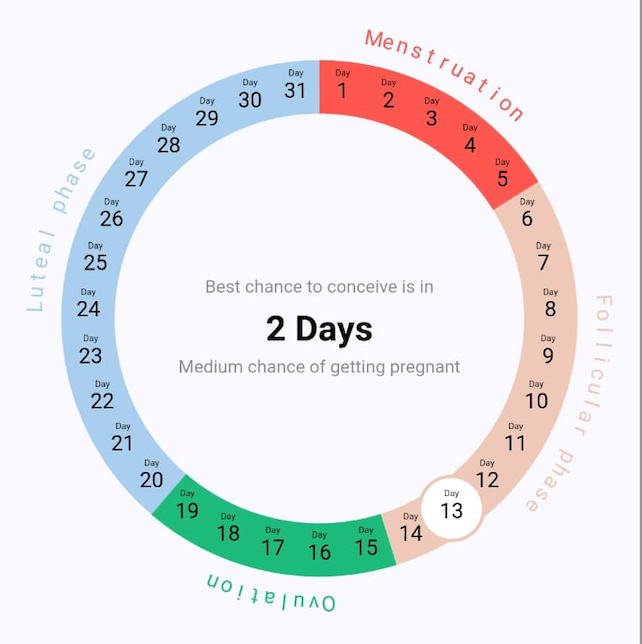 Menstruation
Day
1
Day
2
Day
3
Day
4
Day
5
Follicular phase
Day
6
Day
7
Day
8
Day
9
Day
10
Day
11
Day
12
Day
13
Day
14
Ovulation
Day
15
Day
16
Day
17
Day
18
Day
19
Luteal phase
Day
20
Day
21
Day
22
Day
23
Day
24
Day
25
Day
26
Day
27
Day
28
Day
29
Day
30
Day
31
Best chance to conceive is in
2 Days
Medium chance of getting pregnant